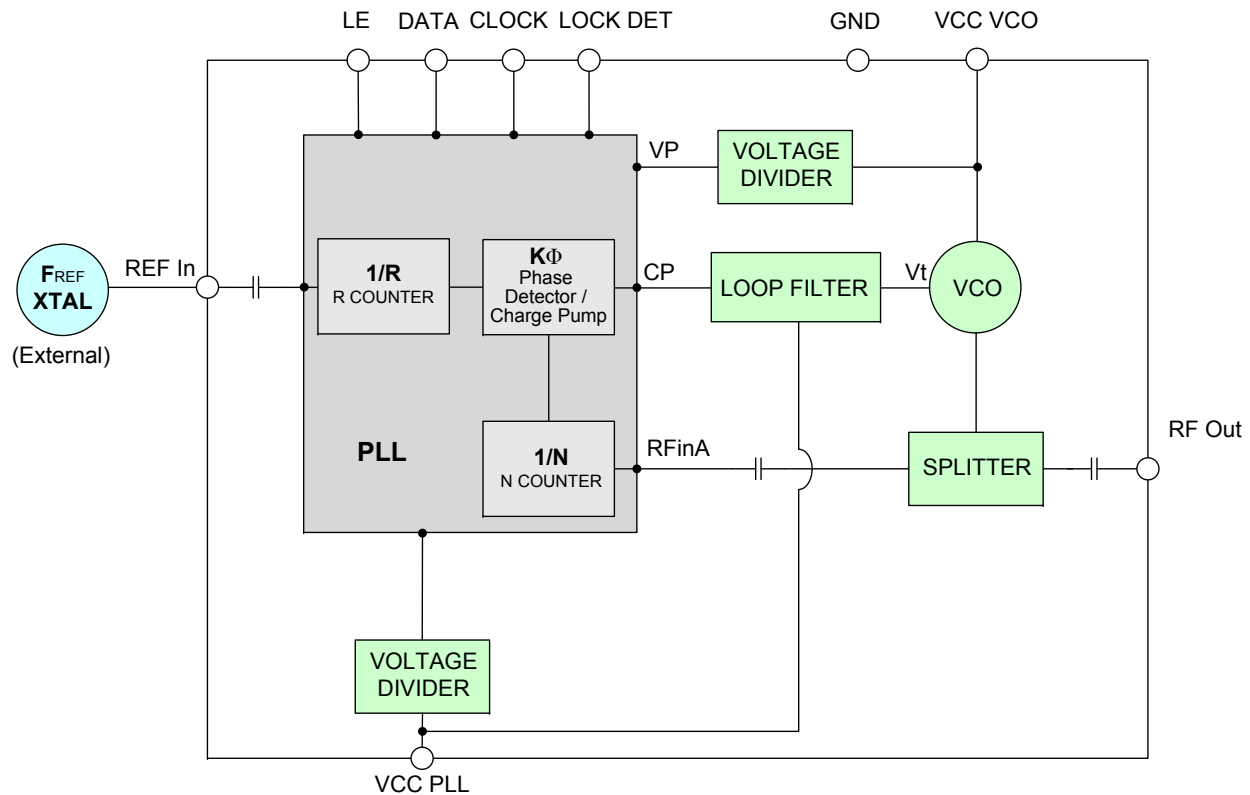 LE
DATA
CLOCK
LOCK DET
GND
VCC VCO
VP
VOLTAGE
DIVIDER
FREF
XTAL
(External)
REF In
1/R
R COUNTER
KΦ
Phase
Detector /
Charge Pump
CP
LOOP FILTER
Vt
VCO
PLL
1/N
N COUNTER
RFinA
SPLITTER
RF Out
VOLTAGE
DIVIDER
VCC PLL